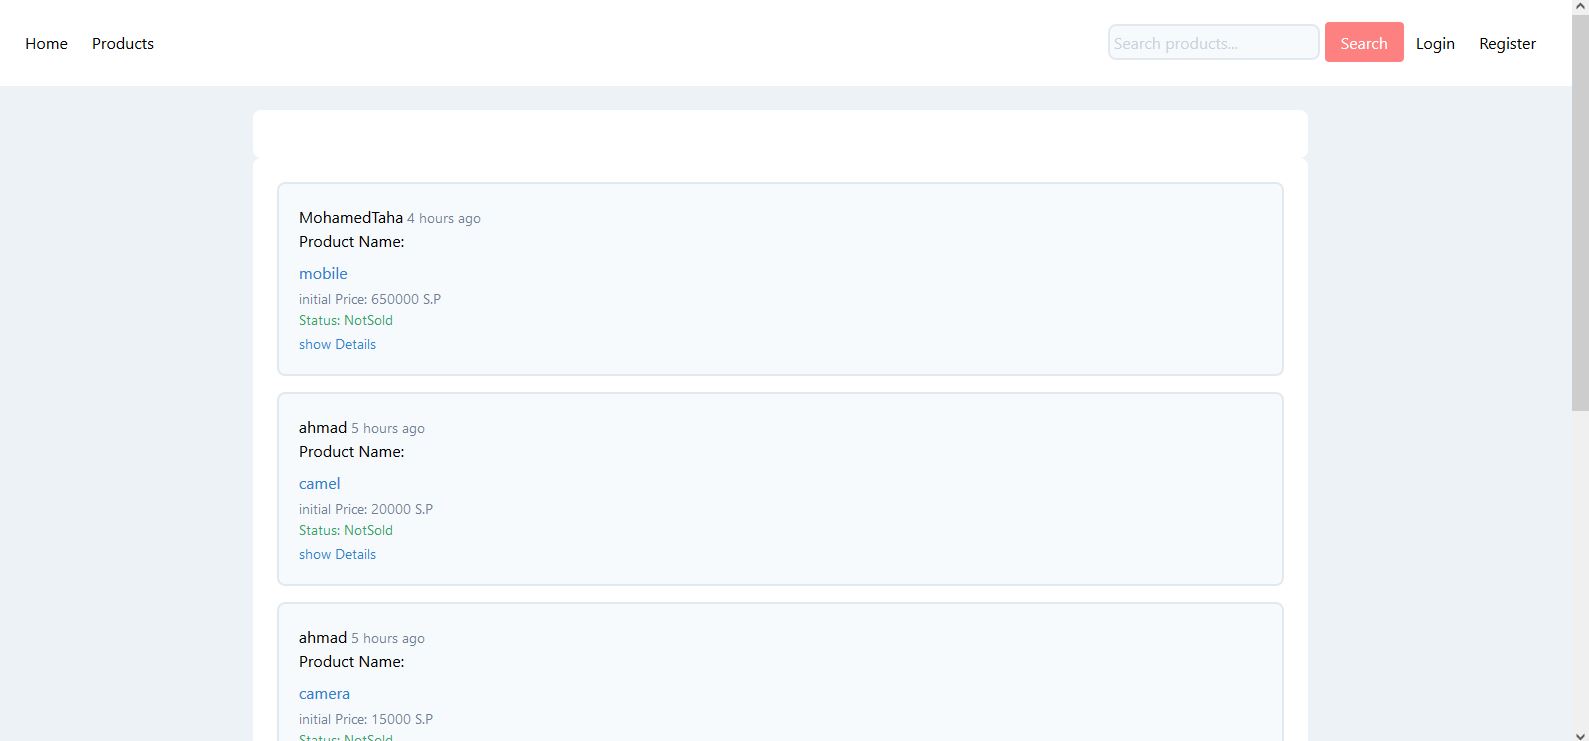 Home Products Search products... Search Login Register
MohamedTaha 4 hours ago
Product Name:
mobile
initial Price: 650000 S.P
Status: NotSold
show Details
ahmad 5 hours ago
Product Name:
camel
initial Price: 20000 S.P
Status: NotSold
show Details
ahmad 5 hours ago
Product Name:
camera
initial Price: 15000 S.P
Status: NotSold